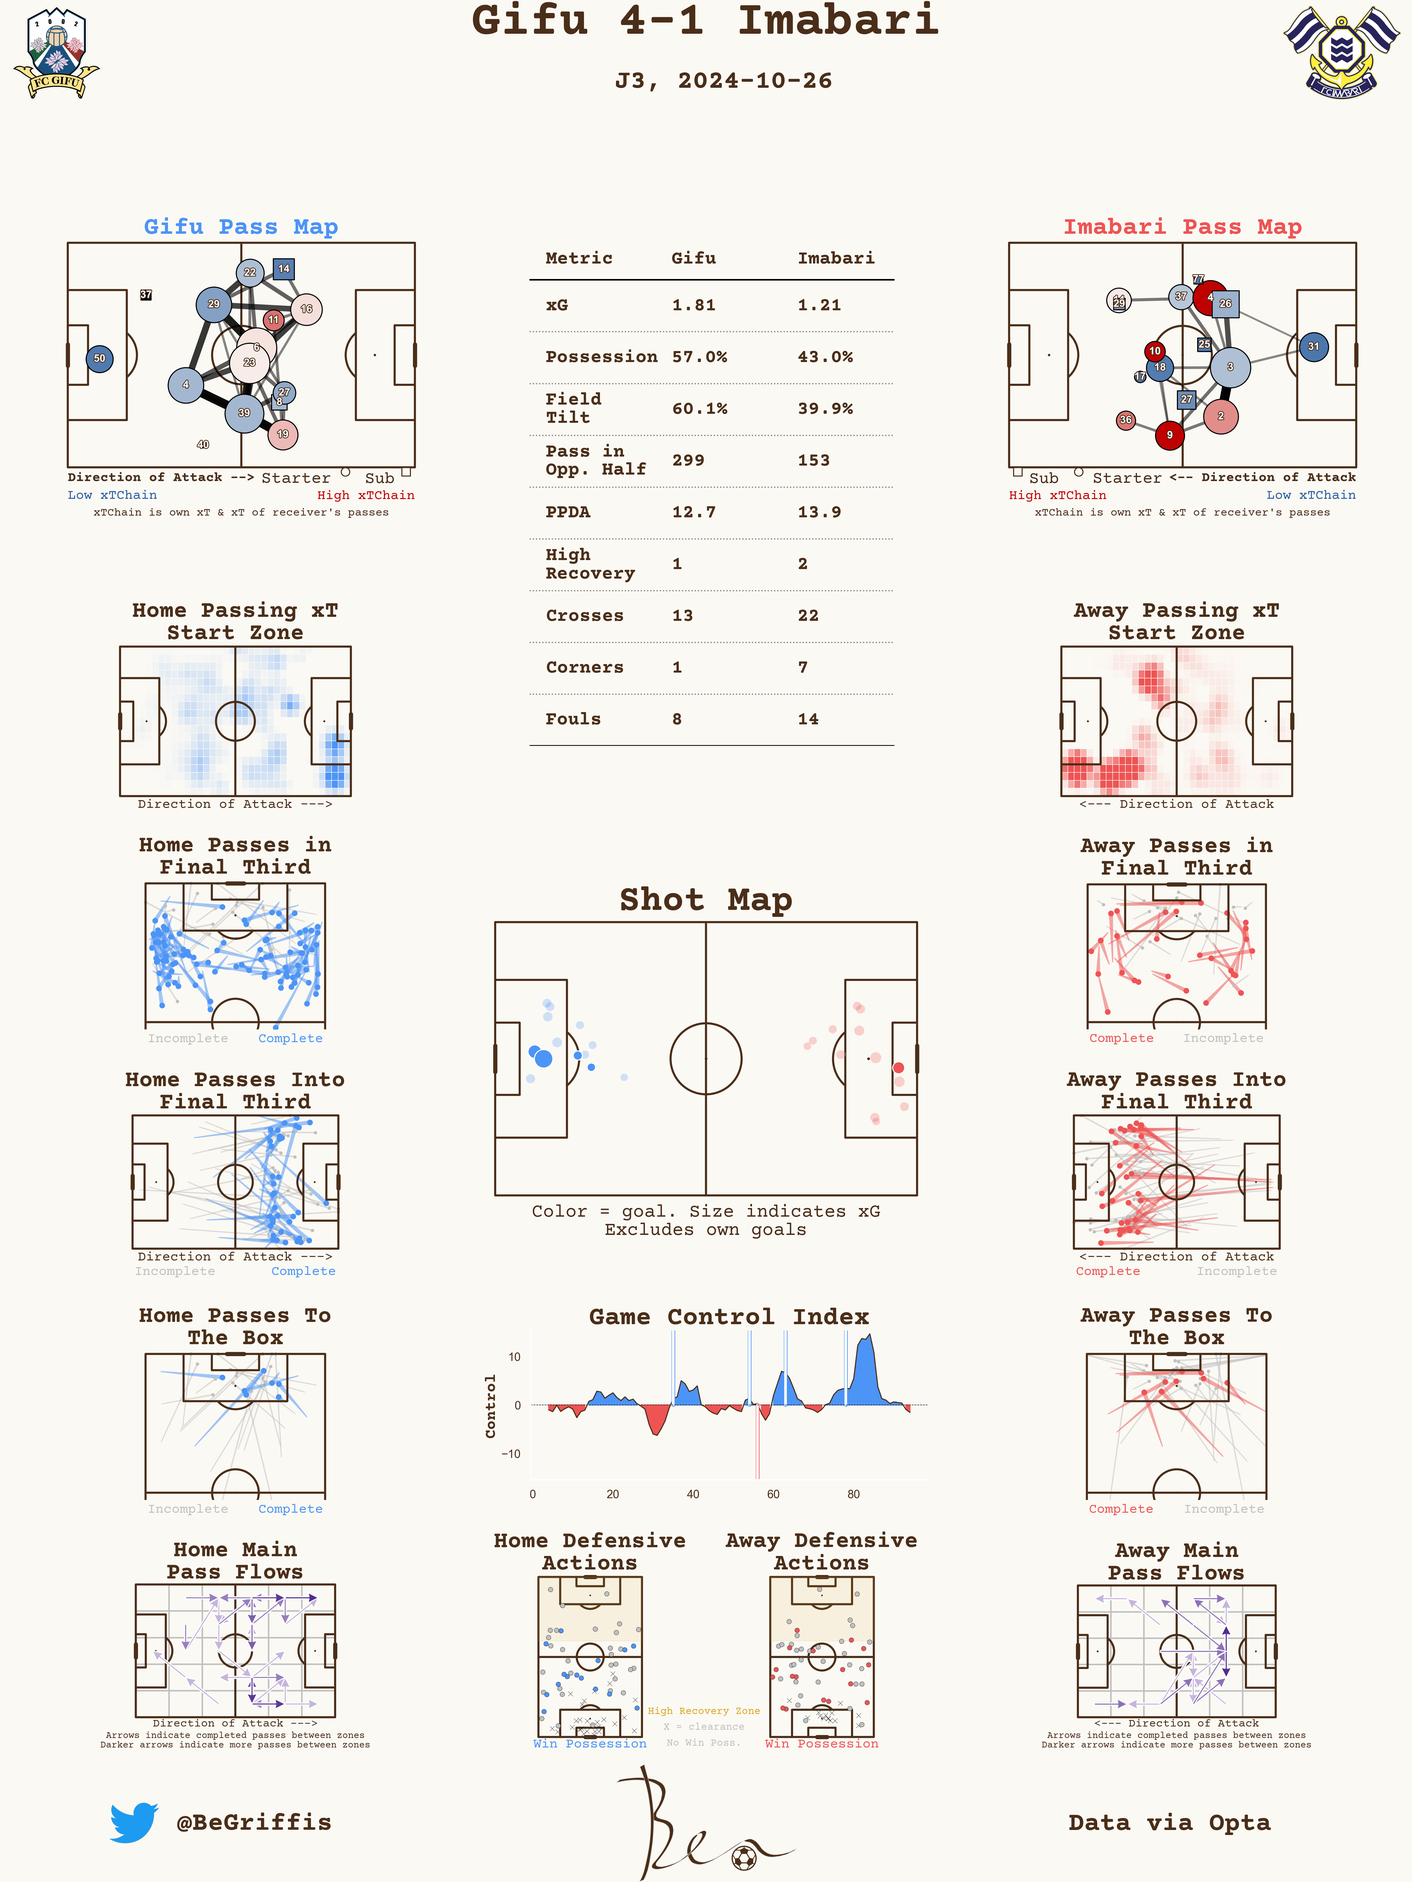 Gifu 4-1 Imabari
J3, 2024-10-26
FC GIFU
FC IMABARI
Gifu Pass Map
22
14
37
29
16
11
6
50
23
4
27
8
39
19
40
Direction of Attack --> Starter Sub
Low xTChain High xTChain
xTChain is own xT & xT of receiver's passes
Metric Gifu Imabari
xG 1.81 1.21
Possession 57.0% 43.0%
Field
Tilt 60.1% 39.9%
Pass in
Opp. Half 299 153
PPDA 12.7 13.9
High
Recovery 1 2
Crosses 13 22
Corners 1 7
Fouls 8 14
Imabari Pass Map
77
37
4
26
29
25
31
10
18
3
17
27
2
36
9
Sub Starter <-- Direction of Attack
High xTChain Low xTChain
xTChain is own xT & xT of receiver's passes
Home Passing xT
Start Zone
Direction of Attack --->
Away Passing xT
Start Zone
<--- Direction of Attack
Home Passes in
Final Third
Incomplete Complete
Away Passes in
Final Third
Complete Incomplete
Shot Map
Color = goal. Size indicates xG
Excludes own goals
Home Passes Into
Final Third
Direction of Attack --->
Incomplete Complete
Away Passes Into
Final Third
<--- Direction of Attack
Complete Incomplete
Home Passes To
The Box
Incomplete Complete
Game Control Index
Control
10
0
−10
0 20 40 60 80
Away Passes To
The Box
Complete Incomplete
Home Main
Pass Flows
Direction of Attack --->
Arrows indicate completed passes between zones
Darker arrows indicate more passes between zones
Home Defensive
Actions
Win Possession
Away Defensive
Actions
Win Possession
High Recovery Zone
X = clearance
No Win Poss.
Away Main
Pass Flows
<--- Direction of Attack
Arrows indicate completed passes between zones
Darker arrows indicate more passes between zones
@BeGriffis
Ben
Data via Opta